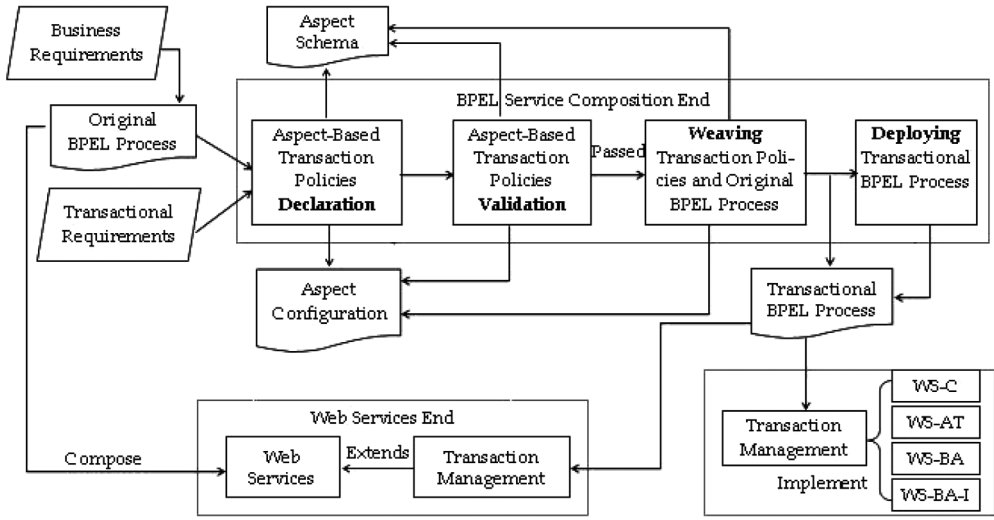 Business
Requirements
Aspect
Schema
BPEL Service Composition End
Original
BPEL Process
Aspect-Based
Transaction
Policies
Declaration
Aspect-Based
Transaction
Policies
Validation
Passed
Weaving
Transaction Poli-
cies and Original
BPEL Process
Deploying
Transactional
BPEL Process
Transactional
Requirements
Aspect
Configuration
Transactional
BPEL Process
Web Services End
Compose
Web
Services
Extends
Transaction
Management
Transaction
Management
Implement
WS-C
WS-AT
WS-BA
WS-BA-I